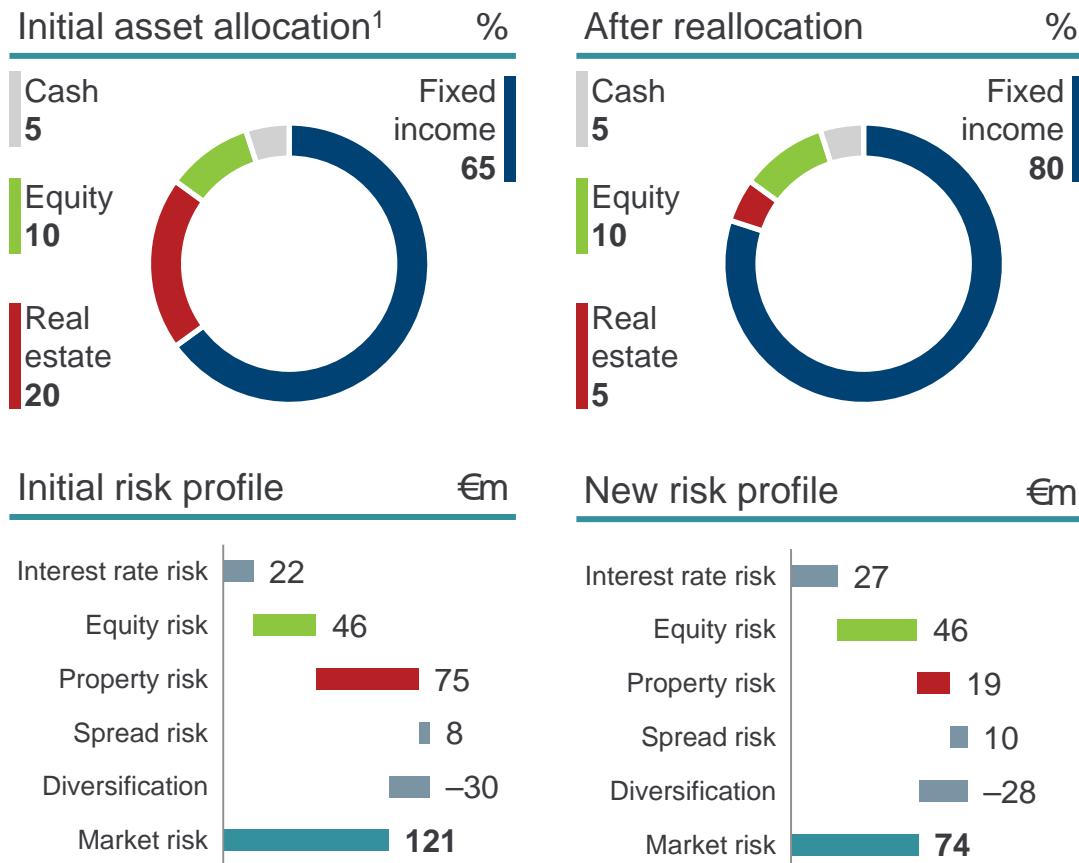 Initial asset allocation¹ %
Cash
5
Equity
10
Real
estate
20
Fixed
income
65
After reallocation %
Cash
5
Equity
10
Real
estate
5
Fixed
income
80
Initial risk profile €m
Interest rate risk 22
Equity risk 46
Property risk 75
Spread risk 8
Diversification –30
Market risk 121
New risk profile €m
Interest rate risk 27
Equity risk 46
Property risk 19
Spread risk 10
Diversification –28
Market risk 74